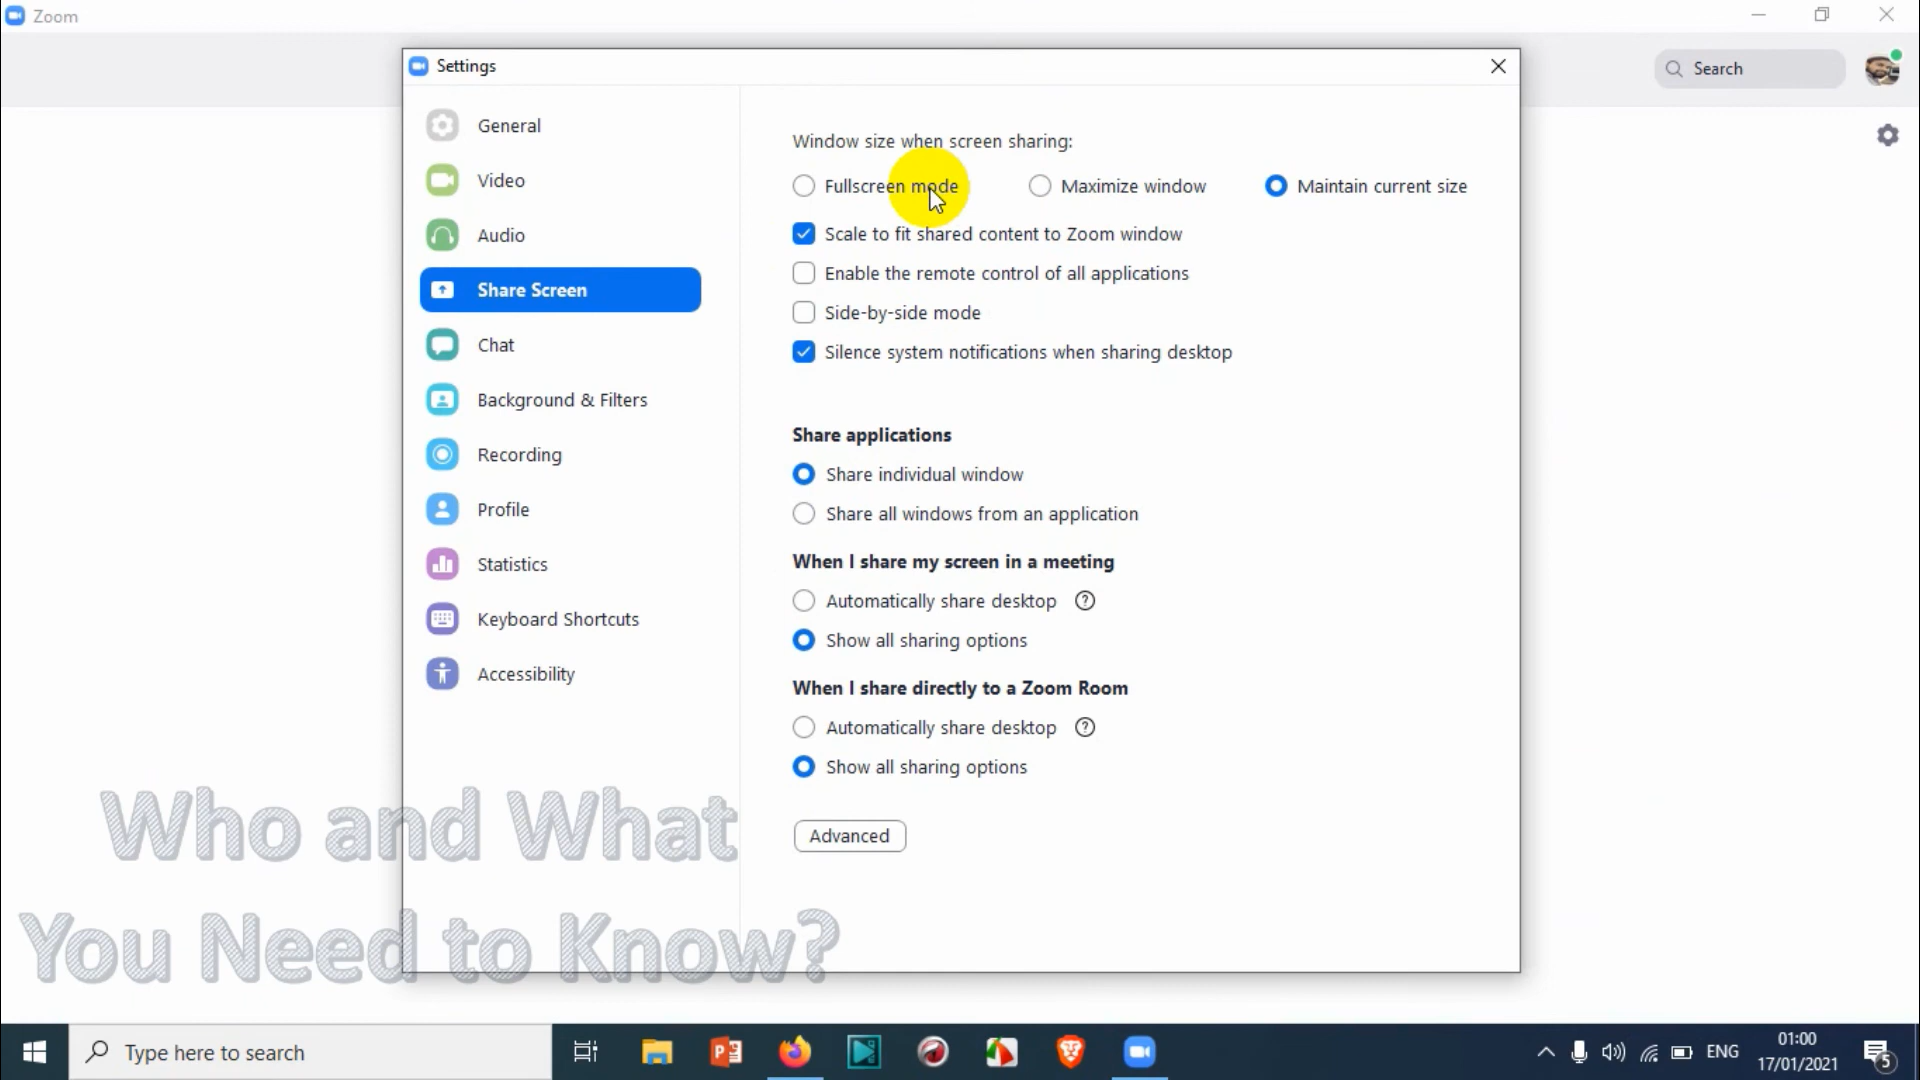 Zoom
Settings
Search
General
Video
Audio
Share Screen
Chat
Background & Filters
Recording
Profile
Statistics
Keyboard Shortcuts
Accessibility
Window size when screen sharing:
Fullscreen mode
Maximize window
Maintain current size
Scale to fit shared content to Zoom window
Enable the remote control of all applications
Side-by-side mode
Silence system notifications when sharing desktop
Share applications
Share individual window
Share all windows from an application
When I share my screen in a meeting
Automatically share desktop ?
Show all sharing options
When I share directly to a Zoom Room
Automatically share desktop ?
Show all sharing options
Advanced
Who and What
You Need to Know?
Type here to search
ENG
01:00
17/01/2021
5